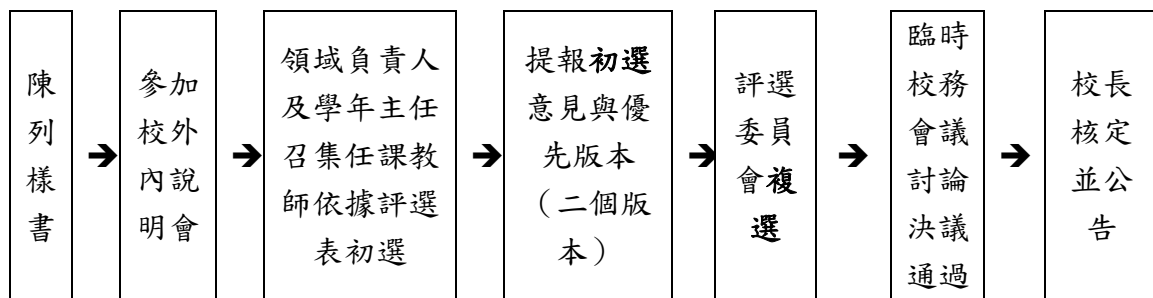 陳
列
樣
書
➔
參加
校外
內說
明會
➔
領域負責人
及學年主任
召集任課教
師依據評選
表初選
➔
提報初選
意見與優
先版本
（二個版
本）
➔
評選
委員
會複
選
➔
臨時
校務
會議
討論
決議
通過
➔
校長
核定
並公
告